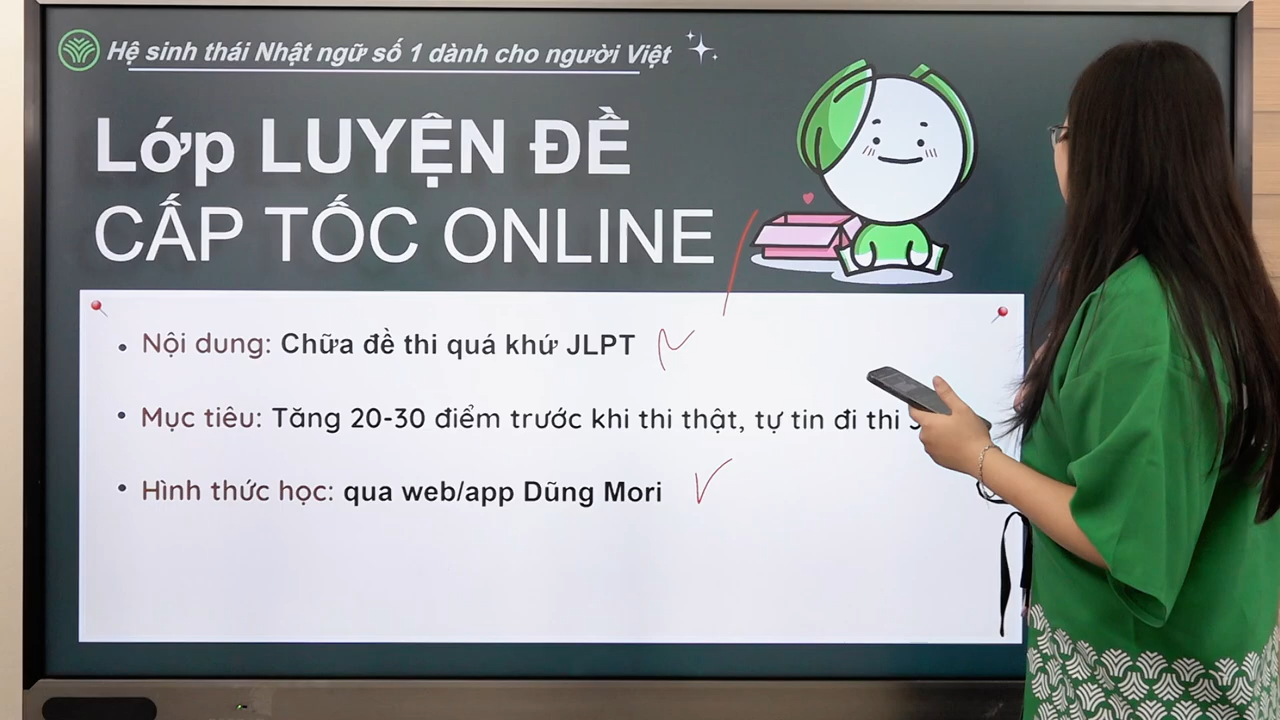 Hệ sinh thái Nhật ngữ số 1 dành cho người Việt
Lớp LUYỆN ĐỀ
CẤP TỐC ONLINE
• Nội dung: Chữa đề thi quá khứ JLPT
• Mục tiêu: Tăng 20-30 điểm trước khi thi thật, tự tin đi thi
• Hình thức học: qua web/app Dũng Mori